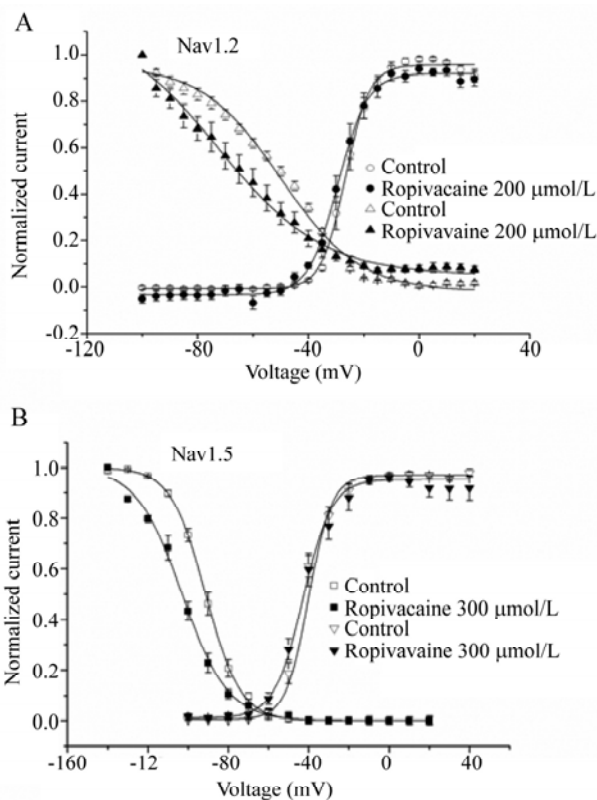 A
Nav1.2
1.0
0.8
0.6
0.4
0.2
0.0
-0.2
Normalized current
Control
Ropivacaine 200 μmol/L
Control
Ropivavaine 200 μmol/L
-120 -80 -40 0 40
Voltage (mV)
B
Nav1.5
1.0
0.8
0.6
0.4
0.2
0.0
Normalized current
Control
Ropivacaine 300 μmol/L
Control
Ropivavaine 300 μmol/L
-160 -12 -80 -40 0 40
Voltage (mV)